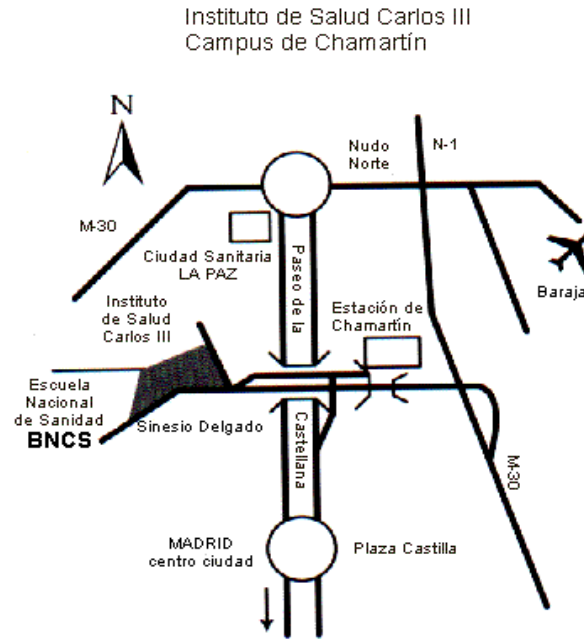 Instituto de Salud Carlos III
Campus de Chamartín
N
Nudo
Norte
N-1
M-30
Ciudad Sanitaria
LA PAZ
Paseo de la
Baraja
Instituto
de Salud
Carlos III
Estación de
Chamartín
Escuela
Nacional
de Sanidad
BNCS
Sinesio Delgado
Castellana
M-30
MADRID
centro ciudad
Plaza Castilla